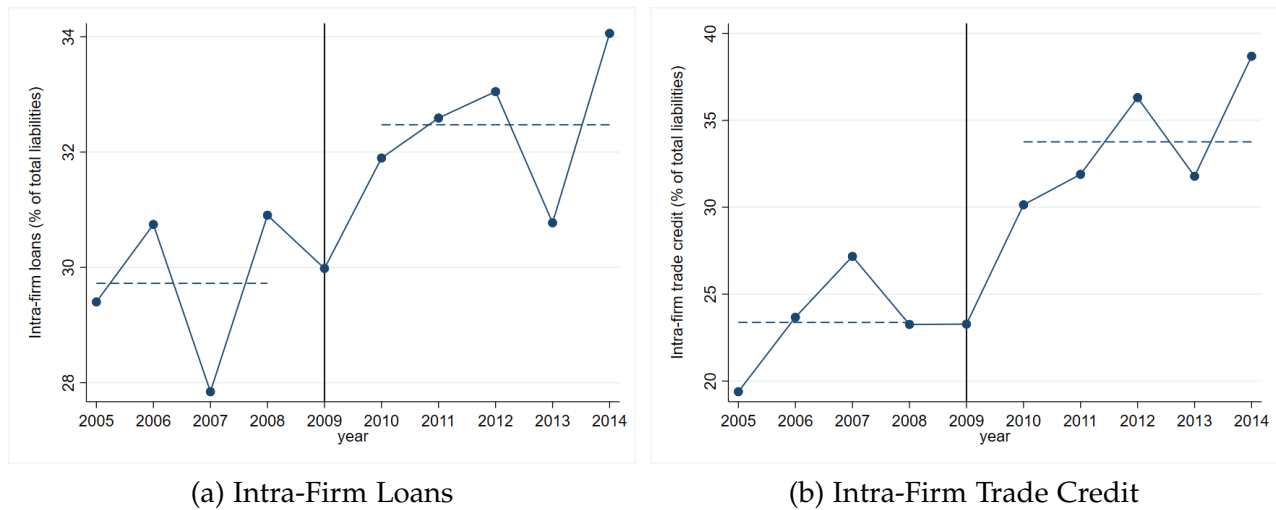 Intra-firm loans (% of total liabilities)
34
32
30
28
2005 2006 2007 2008 2009 2010 2011 2012 2013 2014
year
(a) Intra-Firm Loans
Intra-firm trade credit (% of total liabilities)
40
35
30
25
20
2005 2006 2007 2008 2009 2010 2011 2012 2013 2014
year
(b) Intra-Firm Trade Credit